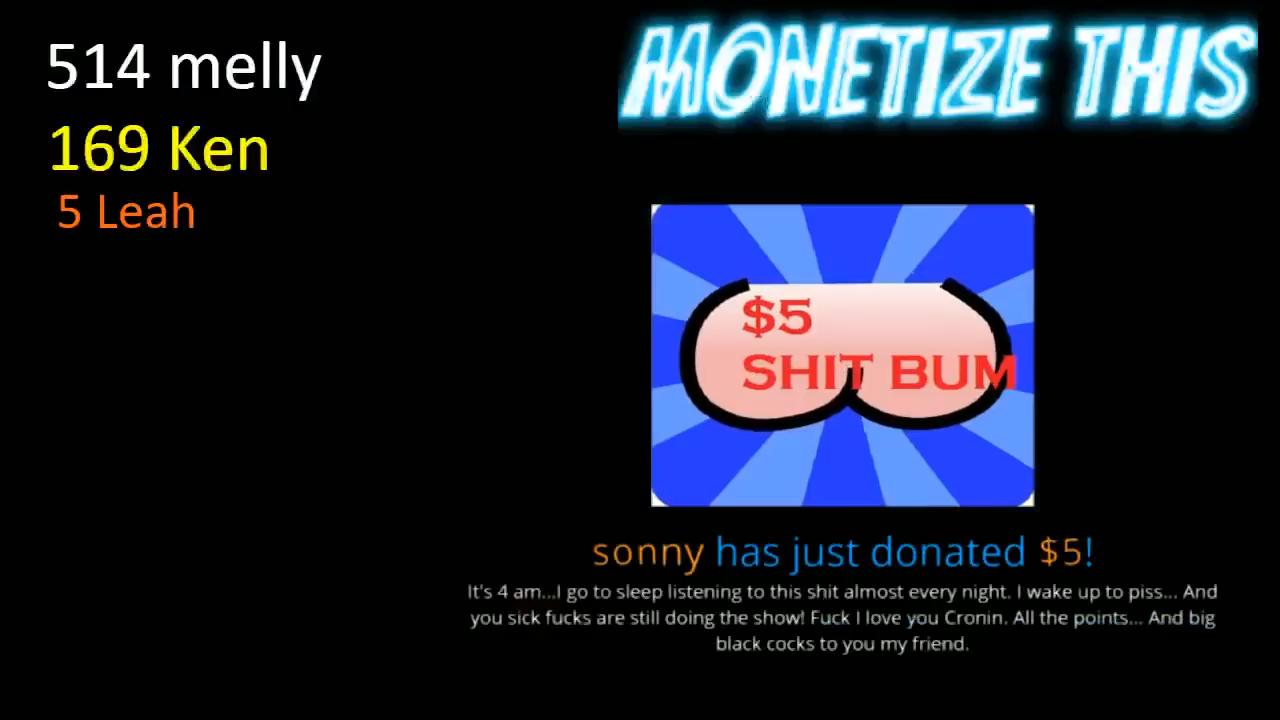 514 melly
169 Ken
5 Leah
MONETIZE THIS
$5
SHIT BUM
sonny has just donated $5!
It's 4 am...I go to sleep listening to this shit almost every night. I wake up to piss... And
you sick fucks are still doing the show! Fuck I love you Cronin. All the points... And big
black cocks to you my friend.